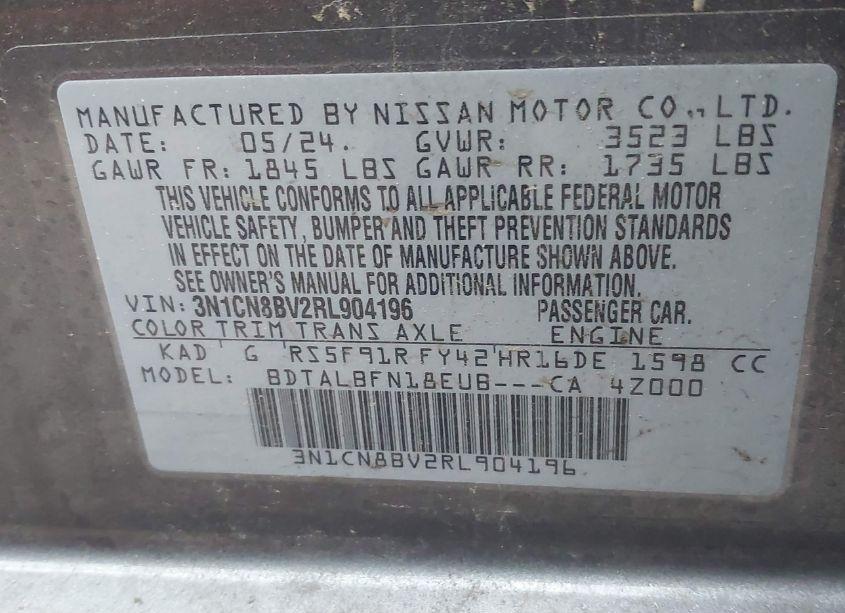 MANUFACTURED BY NISSAN MOTOR CO., LTD.
DATE: 05/24. GVWR: 3523 LBS
GAWR FR: 1845 LBS GAWR RR: 1735 LBS
THIS VEHICLE CONFORMS TO ALL APPLICABLE FEDERAL MOTOR
VEHICLE SAFETY, BUMPER AND THEFT PREVENTION STANDARDS
IN EFFECT ON THE DATE OF MANUFACTURE SHOWN ABOVE.
SEE OWNER'S MANUAL FOR ADDITIONAL INFORMATION.
VIN: 3N1CN8BV2RL904196 PASSENGER CAR.
COLOR TRIM TRANS AXLE ENGINE
KAD G RS5F91R FY42 HR16DE 1598 CC
MODEL: BDTALBFN18EUB---CA 4Z000
3N1CN8BV2RL904196